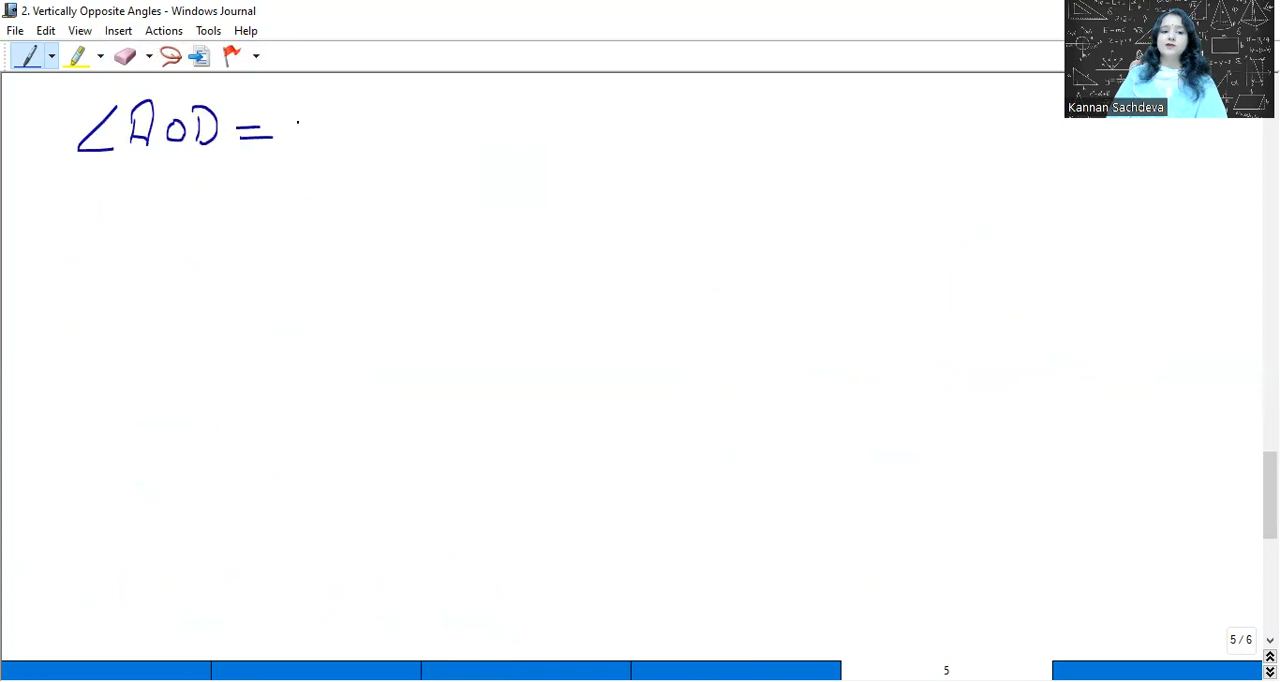 2. Vertically Opposite Angles - Windows Journal
File Edit View Insert Actions Tools Help
Kannan Sachdeva
∠AOD =
5 / 6
5